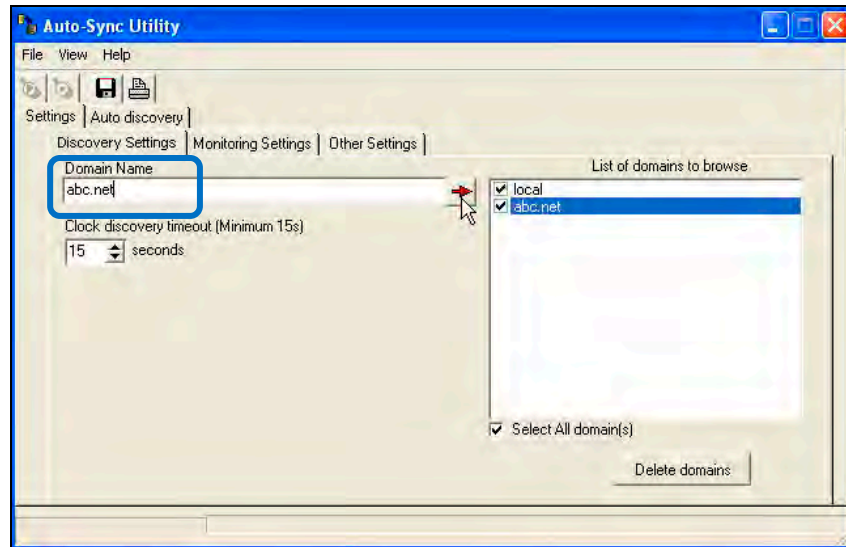 Auto-Sync Utility
File View Help
Settings Auto discovery
Discovery Settings Monitoring Settings Other Settings
Domain Name
abc.net
Clock discovery timeout (Minimum 15s)
15 seconds
List of domains to browse
local
abc.net
Select All domain(s)
Delete domains